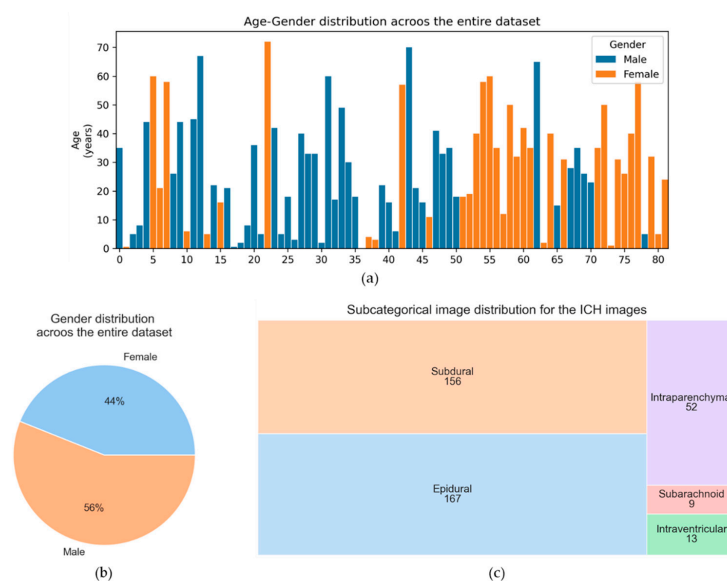 Age-Gender distribution acroos the entire dataset
Gender
Male
Female
Age
(years)
70
60
50
40
30
20
10
0
0 5 10 15 20 25 30 35 40 45 50 55 60 65 70 75 80
(a)
Gender distribution
acroos the entire dataset
Female
44%
56%
Male
(b)
Subcategorical image distribution for the ICH images
Subdural
156
Epidural
167
Intraparenchyma
52
Subarachnoid
9
Intraventricular
13
(c)